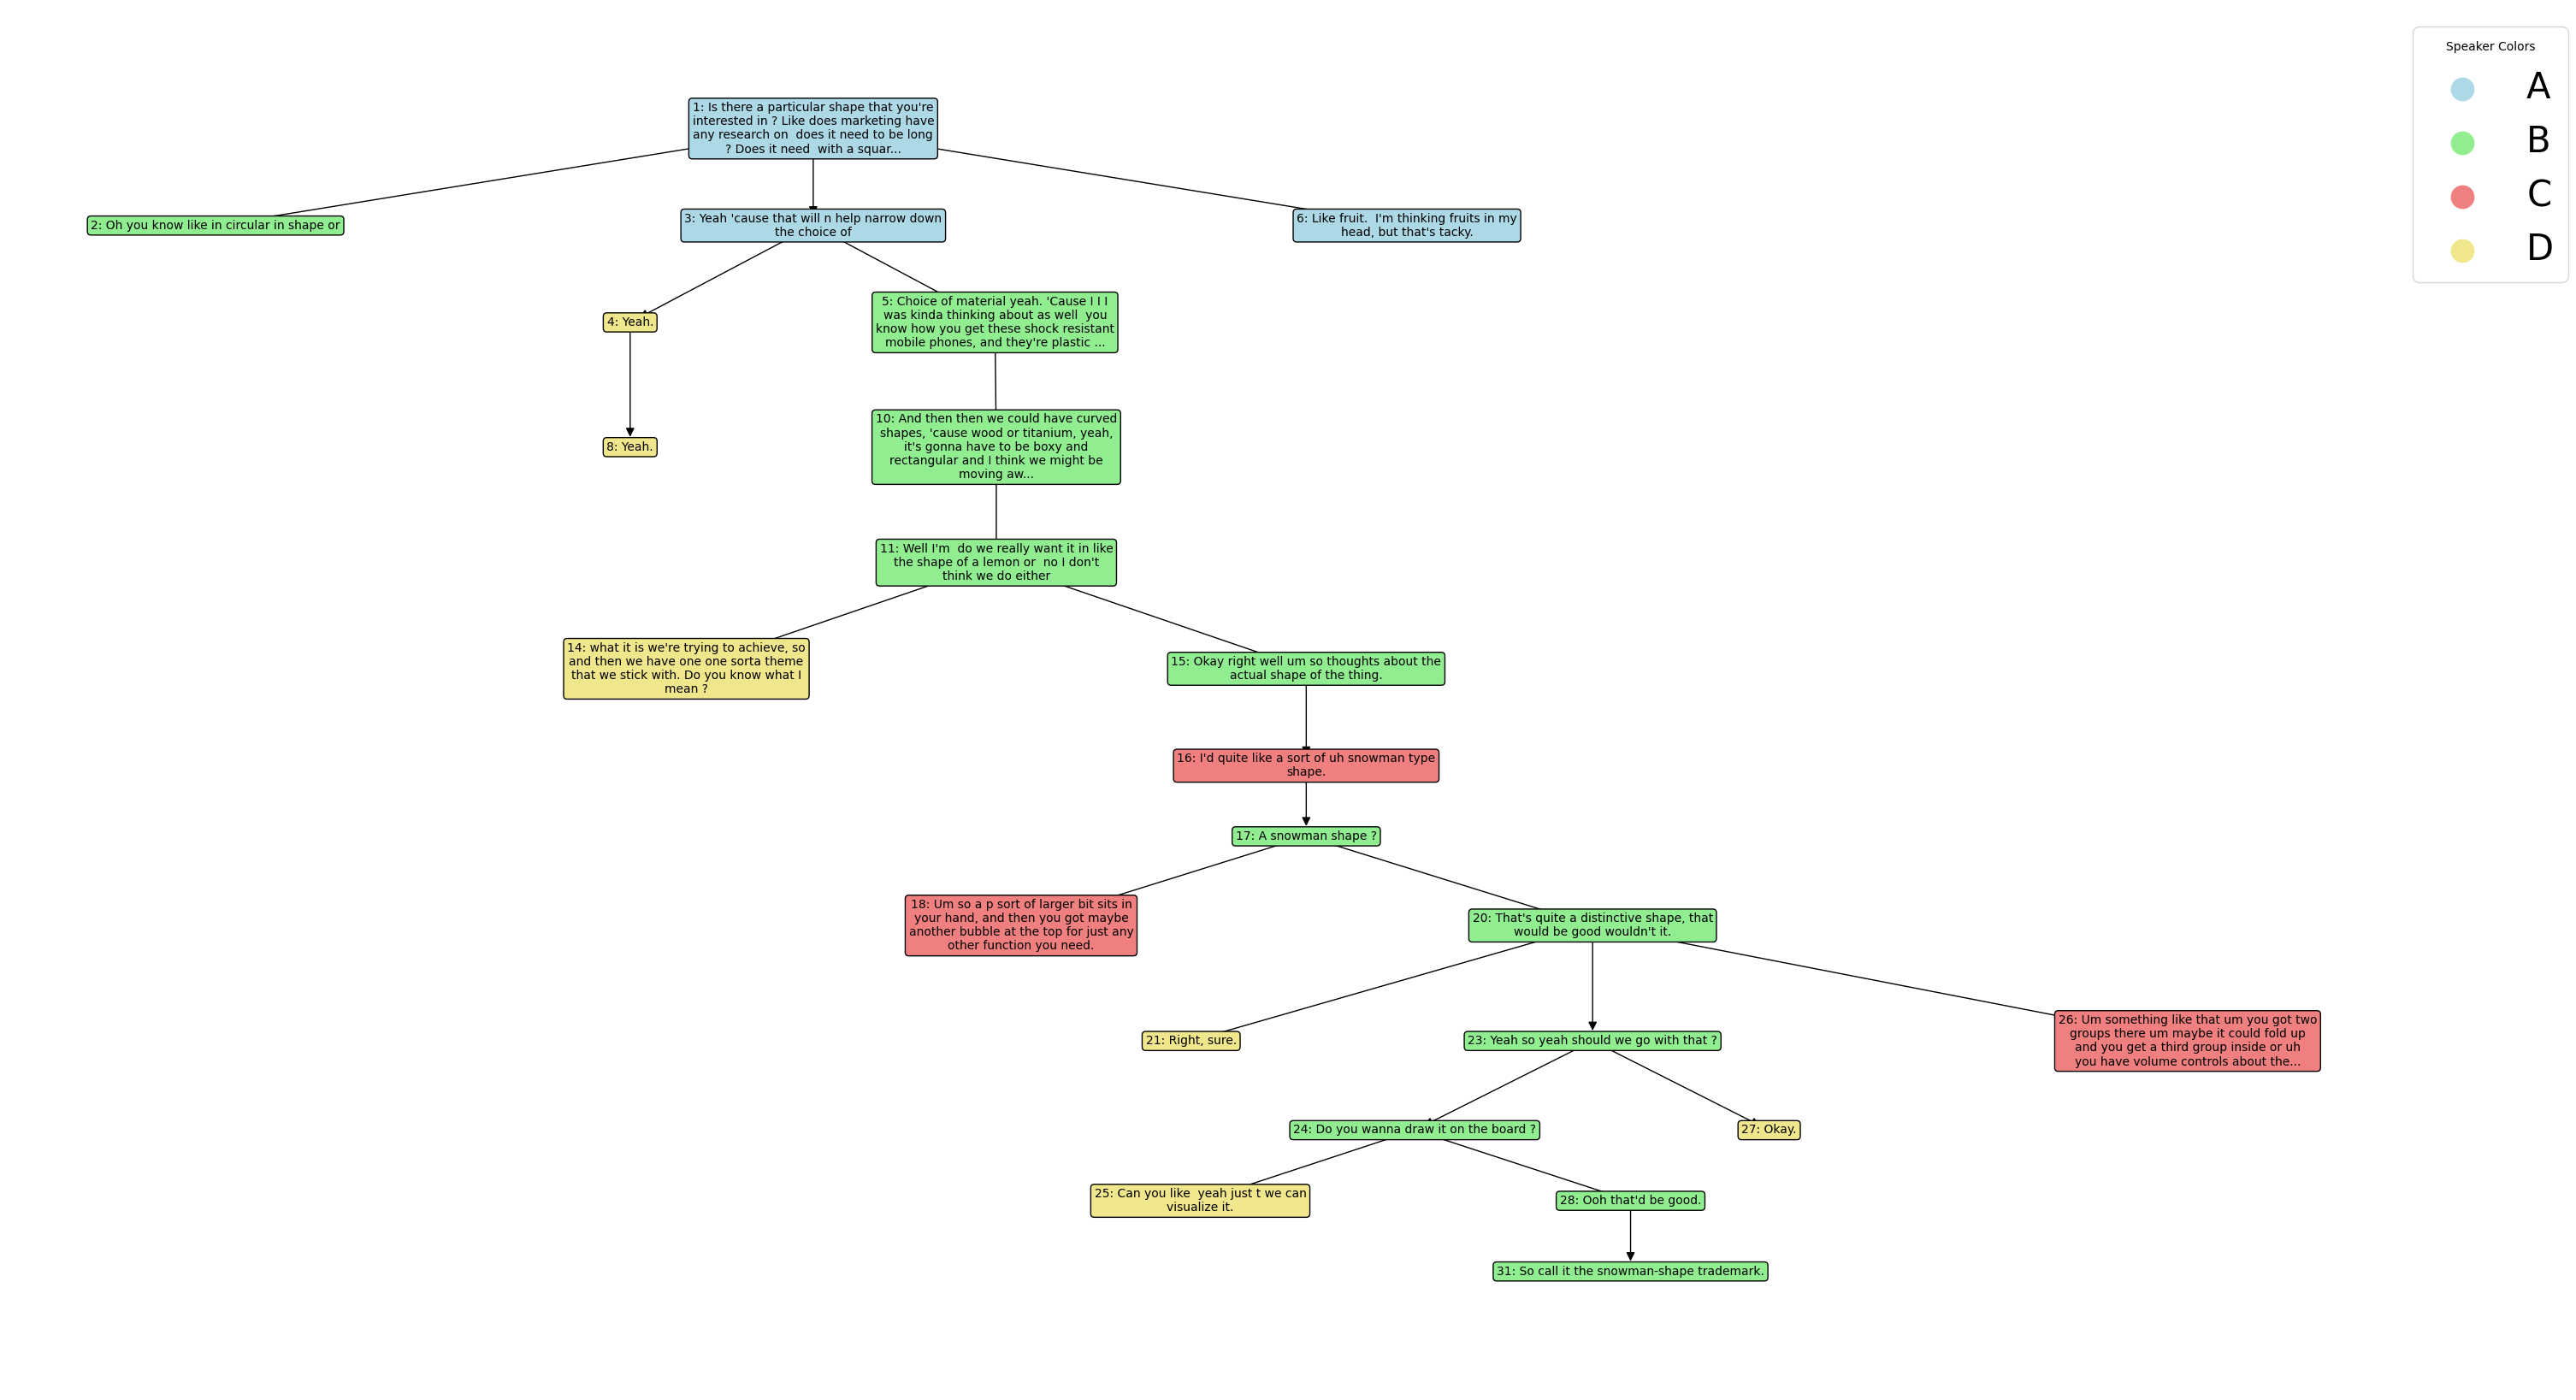 Speaker Colors
A
B
C
D
1: Is there a particular shape that you're
interested in ? Like does marketing have
any research on  does it need to be long
? Does it need  with a squar...
2: Oh you know like in circular in shape or
3: Yeah 'cause that will n help narrow down
the choice of
6: Like fruit.  I'm thinking fruits in my
head, but that's tacky.
4: Yeah.
5: Choice of material yeah. 'Cause I I I
was kinda thinking about as well  you
know how you get these shock resistant
mobile phones, and they're plastic ...
8: Yeah.
10: And then then we could have curved
shapes, 'cause wood or titanium, yeah,
it's gonna have to be boxy and
rectangular and I think we might be
moving aw...
11: Well I'm  do we really want it in like
the shape of a lemon or  no I don't
think we do either
14: what it is we're trying to achieve, so
and then we have one one sorta theme
that we stick with. Do you know what I
mean ?
15: Okay right well um so thoughts about the
actual shape of the thing.
16: I'd quite like a sort of uh snowman type
shape.
17: A snowman shape ?
18: Um so a p sort of larger bit sits in
your hand, and then you got maybe
another bubble at the top for just any
other function you need.
20: That's quite a distinctive shape, that
would be good wouldn't it.
21: Right, sure.
23: Yeah so yeah should we go with that ?
26: Um something like that um you got two
groups there um maybe it could fold up
and you get a third group inside or uh
you have volume controls about the...
24: Do you wanna draw it on the board ?
27: Okay.
25: Can you like  yeah just t we can
visualize it.
28: Ooh that'd be good.
31: So call it the snowman-shape trademark.